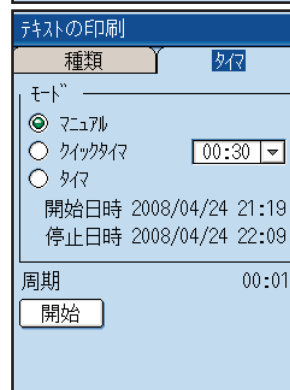 ﾃｷｽﾄの印刷
種類 ﾀｲﾏ
ﾓｰﾄﾞ
ﾏﾆｭｱﾙ
ｸｲｯｸﾀｲﾏ 00:30
ﾀｲﾏ
開始日時 2008/04/24 21:19
停止日時 2008/04/24 22:09
周期 00:01
開始